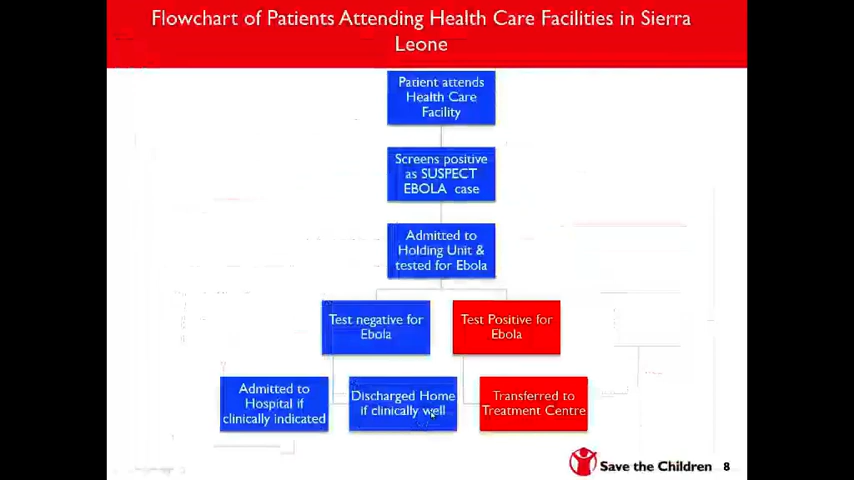 Flowchart of Patients Attending Health Care Facilities in Sierra
Leone
Patient attends
Health Care
Facility
Screens positive
as SUSPECT
EBOLA case
Admitted to
Holding Unit &
tested for Ebola
Test negative for
Ebola
Test Positive for
Ebola
Admitted to
Hospital if
clinically indicated
Discharged Home
if clinically well
Transferred to
Treatment Centre
Save the Children 8